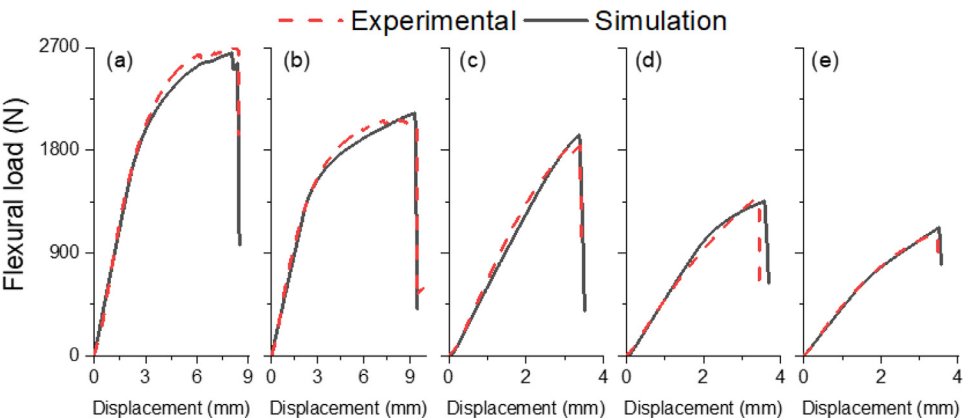 Experimental Simulation
2700 (a) (b) (c) (d) (e)
1800
900
0
Flexural load (N)
0 3 6 9 0 3 6 9 0 2 4 0 2 4 0 2 4
Displacement (mm) Displacement (mm) Displacement (mm) Displacement (mm) Displacement (mm)